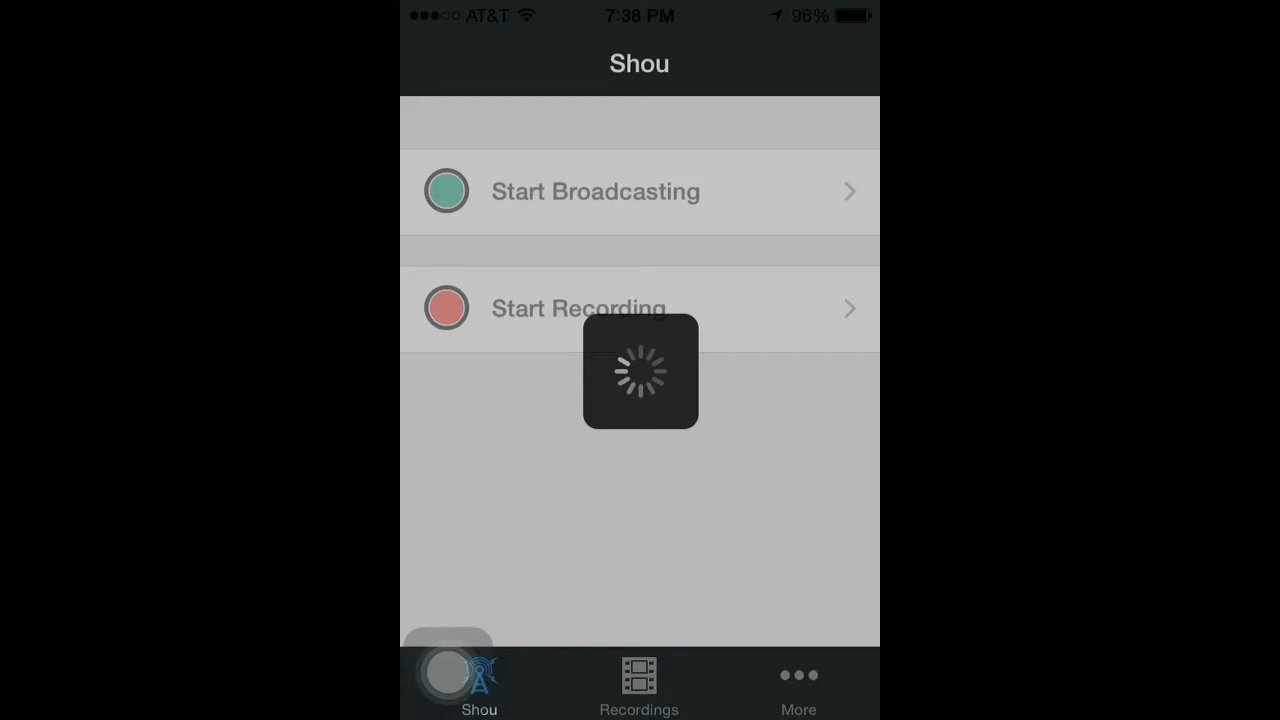 AT&T 7:38 PM 96%
Shou
Start Broadcasting
Start Recording
Shou Recordings More